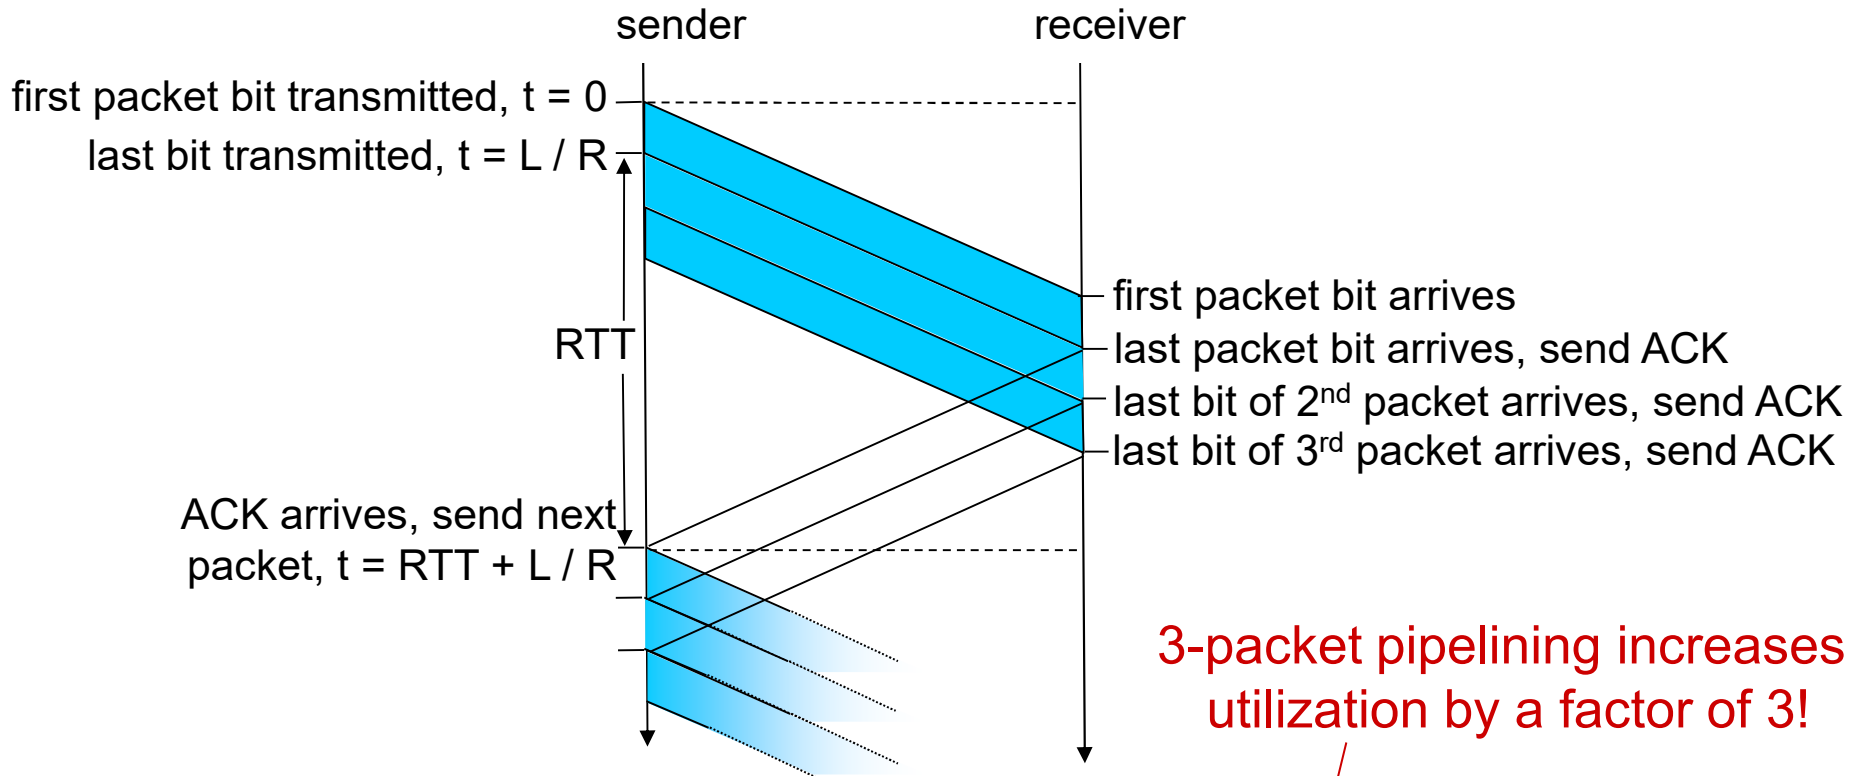 sender
receiver
first packet bit transmitted, t = 0
last bit transmitted, t = L / R
first packet bit arrives
RTT
last packet bit arrives, send ACK
last bit of 2nd packet arrives, send ACK
last bit of 3rd packet arrives, send ACK
ACK arrives, send next
packet, t = RTT + L / R
3-packet pipelining increases
utilization by a factor of 3!